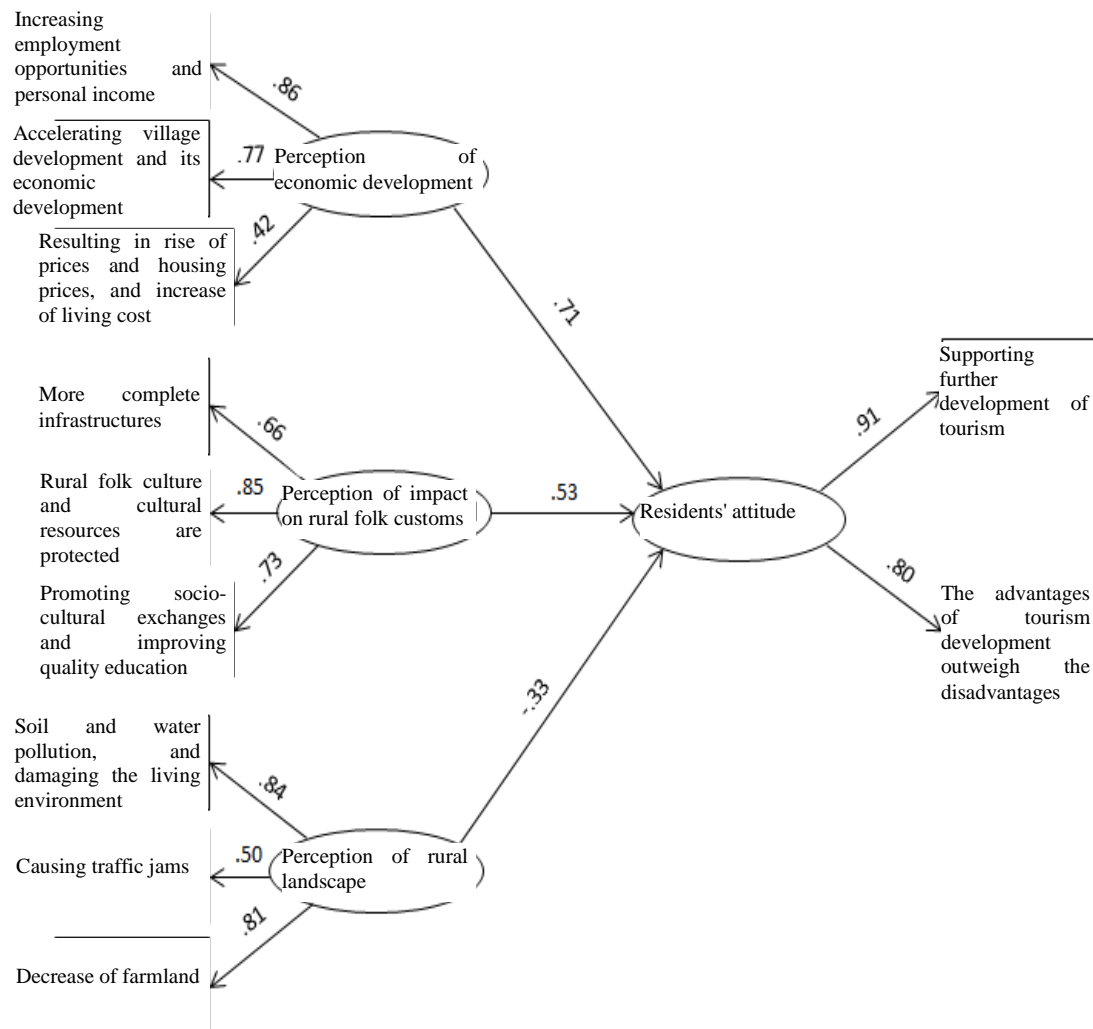 Increasing
employment
opportunities and
personal income
.86
Accelerating village
development and its
economic
development
.77
Perception of
economic development
Resulting in rise of
prices and housing
prices, and increase
of living cost
.42
.71
More complete
infrastructures
.66
Supporting
further
development of
tourism
.91
Rural folk culture
and cultural
resources are
protected
.85
Perception of impact
on rural folk customs
.53
Residents' attitude
Promoting socio-
cultural exchanges
and improving
quality education
.73
.80
The advantages
of tourism
development
outweigh the
disadvantages
-.33
Soil and water
pollution, and
damaging the living
environment
.84
Causing traffic jams
.50
Perception of rural
landscape
.81
Decrease of farmland